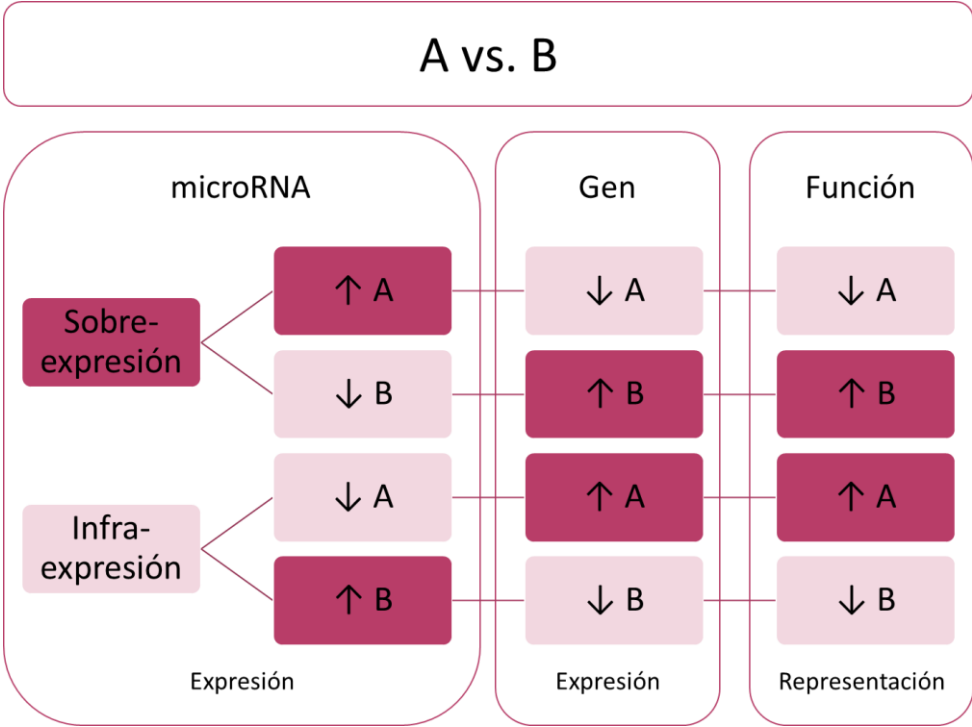 A vs. B
microRNA
Gen
Función
Sobre-
expresión
↑ A
↓ A
↓ A
↓ B
↑ B
↑ B
Infra-
expresión
↓ A
↑ A
↑ A
↑ B
↓ B
↓ B
Expresión
Expresión
Representación